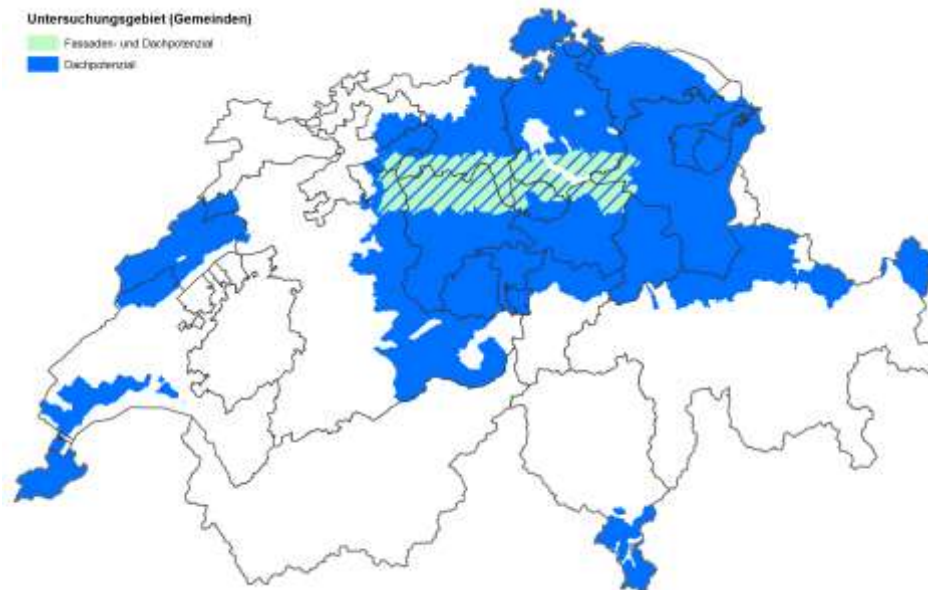 Untersuchungsgebiet (Gemeinden)
Fassaden- und Dachpotenzial
Dachpotenzial